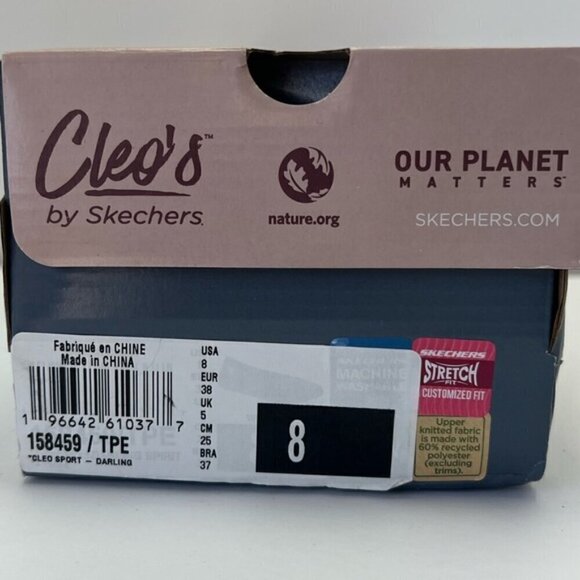 Cleo's™
by Skechers.
nature.org
OUR PLANET
MATTERS™
SKECHERS.COM
Fabriqué en CHINE
Made in CHINA
1 96642 61037 7
158459 / TPE
"CLEO SPORT – DARLING
USA
8
EUR
38
UK
5
CM
25
BRA
37
8
MACHINE
WASHABLE
SKECHERS
STRETCH
FIT
CUSTOMIZED FIT
Upper
knitted fabric
is made with
60% recycled
polyester
(excluding
trims).